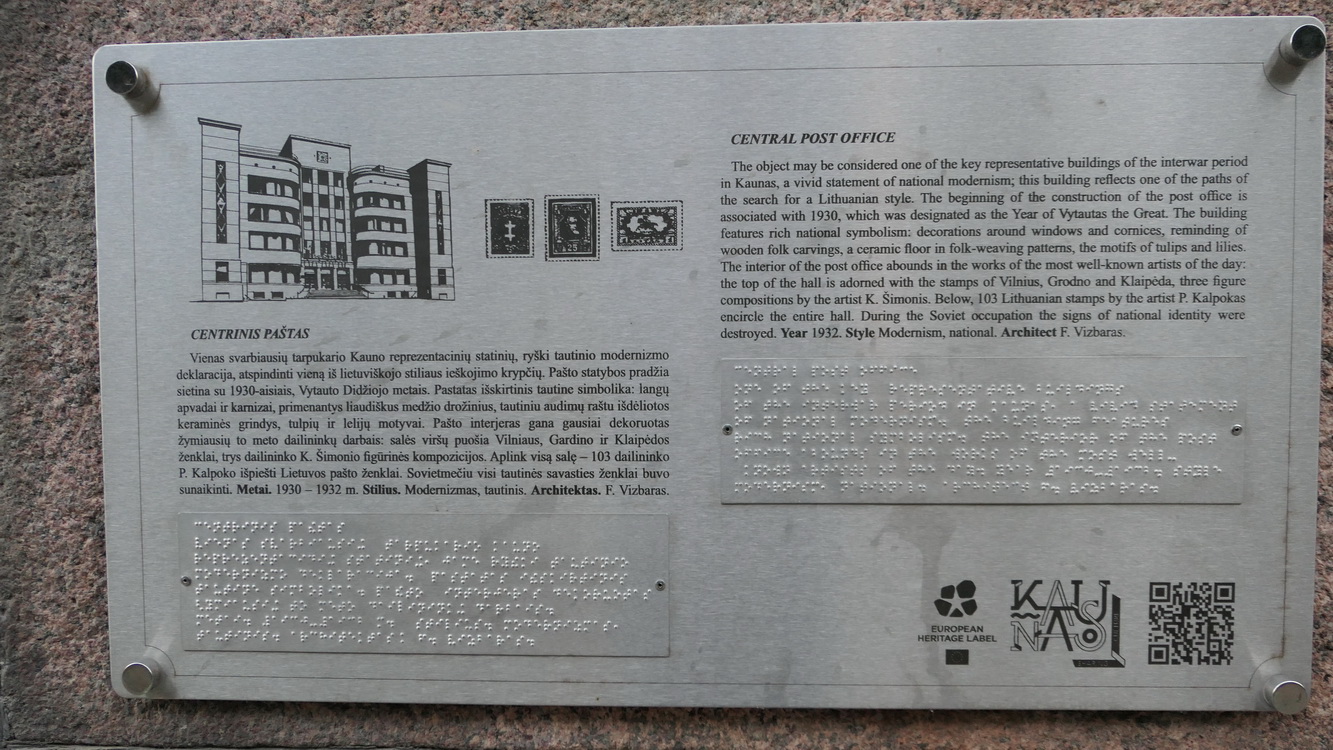 CENTRINIS PAŠTAS
Vienas svarbiausių tarpukario Kauno reprezentacinių statinių, ryški tautinio modernizmo
deklaracija, atspindinti vieną iš lietuviškojo stiliaus ieškojimo krypčių. Pašto statybos pradžia
sietina su 1930-aisiais, Vytauto Didžiojo metais. Pastatas išskirtinis tautine simbolika: langų
apvadai ir karnizai, primenantys liaudiškus medžio drožinius, tautiniu audimų raštu išdėliotos
keraminės grindys, tulpių ir lelijų motyvai. Pašto interjeras gana gausiai dekoruotas
žymiausių to meto dailininkų darbais: salės viršų puošia Vilniaus, Gardino ir Klaipėdos
ženklai, trys dailininko K. Šimonio figūrinės kompozicijos. Aplink visą salę – 103 dailininko
P. Kalpoko išpiešti Lietuvos pašto ženklai. Sovietmečiu visi tautinės savasties ženklai buvo
sunaikinti. Metai. 1930 – 1932 m. Stilius. Modernizmas, tautinis. Architektas. F. Vizbaras.
CENTRAL POST OFFICE
The object may be considered one of the key representative buildings of the interwar period
in Kaunas, a vivid statement of national modernism; this building reflects one of the paths of
the search for a Lithuanian style. The beginning of the construction of the post office is
associated with 1930, which was designated as the Year of Vytautas the Great. The building
features rich national symbolism: decorations around windows and cornices, reminding of
wooden folk carvings, a ceramic floor in folk-weaving patterns, the motifs of tulips and lilies.
The interior of the post office abounds in the works of the most well-known artists of the day:
the top of the hall is adorned with the stamps of Vilnius, Grodno and Klaipėda, three figure
compositions by the artist K. Šimonis. Below, 103 Lithuanian stamps by the artist P. Kalpokas
encircle the entire hall. During the Soviet occupation the signs of national identity were
destroyed. Year 1932. Style Modernism, national. Architect F. Vizbaras.
EUROPEAN
HERITAGE LABEL
KAU
NAS